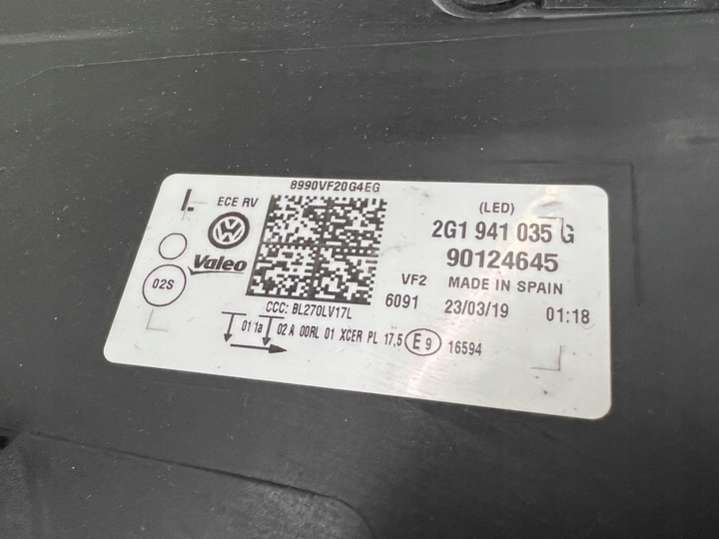 8990VF20G4EG
I. ECE RV
(LED)
2G1 941 035 G
VW
Valeo
90124645
02S
VF2
MADE IN SPAIN
6091
23/03/19 01:18
CCC: BL270LV17L
01 1a 02 A 00RL 01 XCER PL 17,5 E 9 16594